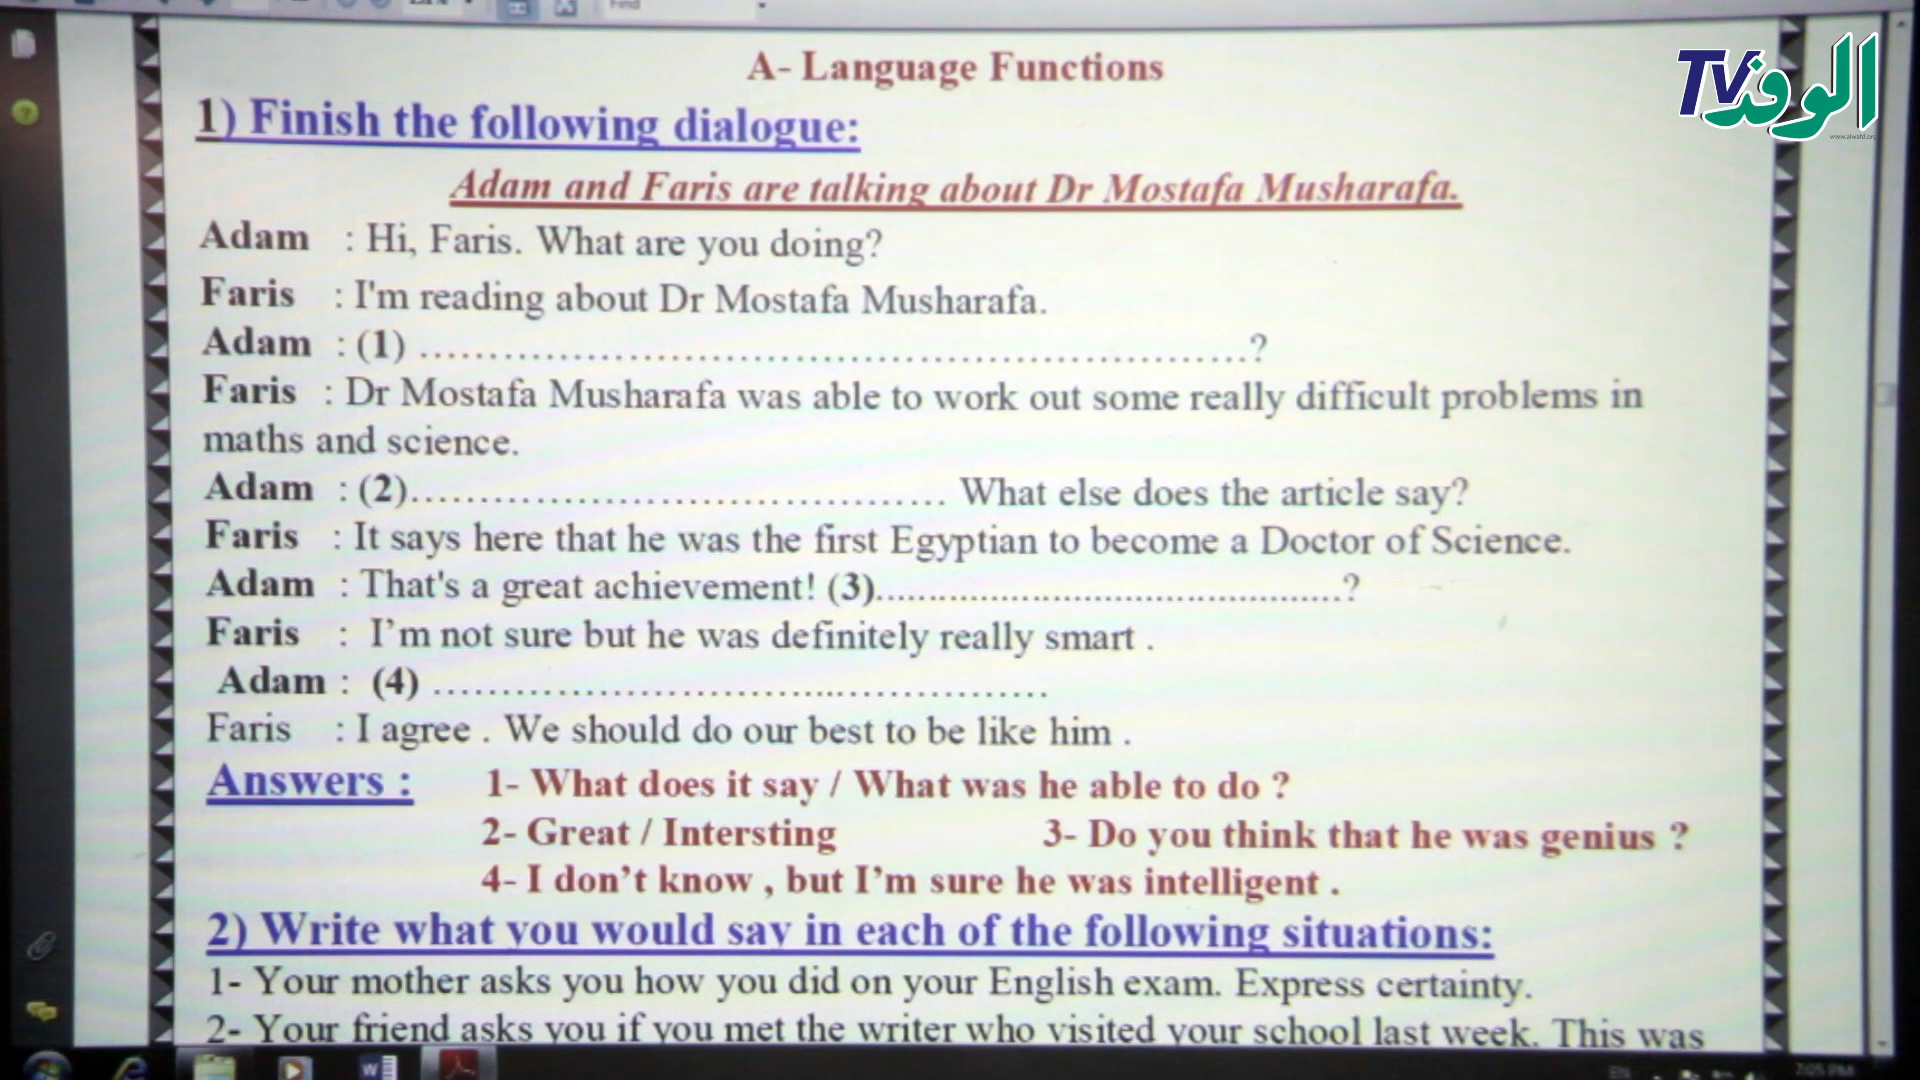 Find
TV الوفد
www.alwafd.org
A- Language Functions
1) Finish the following dialogue:
Adam and Faris are talking about Dr Mostafa Musharafa.
Adam : Hi, Faris. What are you doing?
Faris : I'm reading about Dr Mostafa Musharafa.
Adam : (1) ..........................................................................?
Faris : Dr Mostafa Musharafa was able to work out some really difficult problems in
maths and science.
Adam : (2)................................................ What else does the article say?
Faris : It says here that he was the first Egyptian to become a Doctor of Science.
Adam : That's a great achievement! (3).................................................?
Faris : I’m not sure but he was definitely really smart .
Adam : (4) .......................................................
Faris : I agree . We should do our best to be like him .
Answers : 1- What does it say / What was he able to do ?
2- Great / Intersting 3- Do you think that he was genius ?
4- I don’t know , but I’m sure he was intelligent .
2) Write what you would say in each of the following situations:
1- Your mother asks you how you did on your English exam. Express certainty.
2- Your friend asks you if you met the writer who visited your school last week. This was
EN 7:05 PM